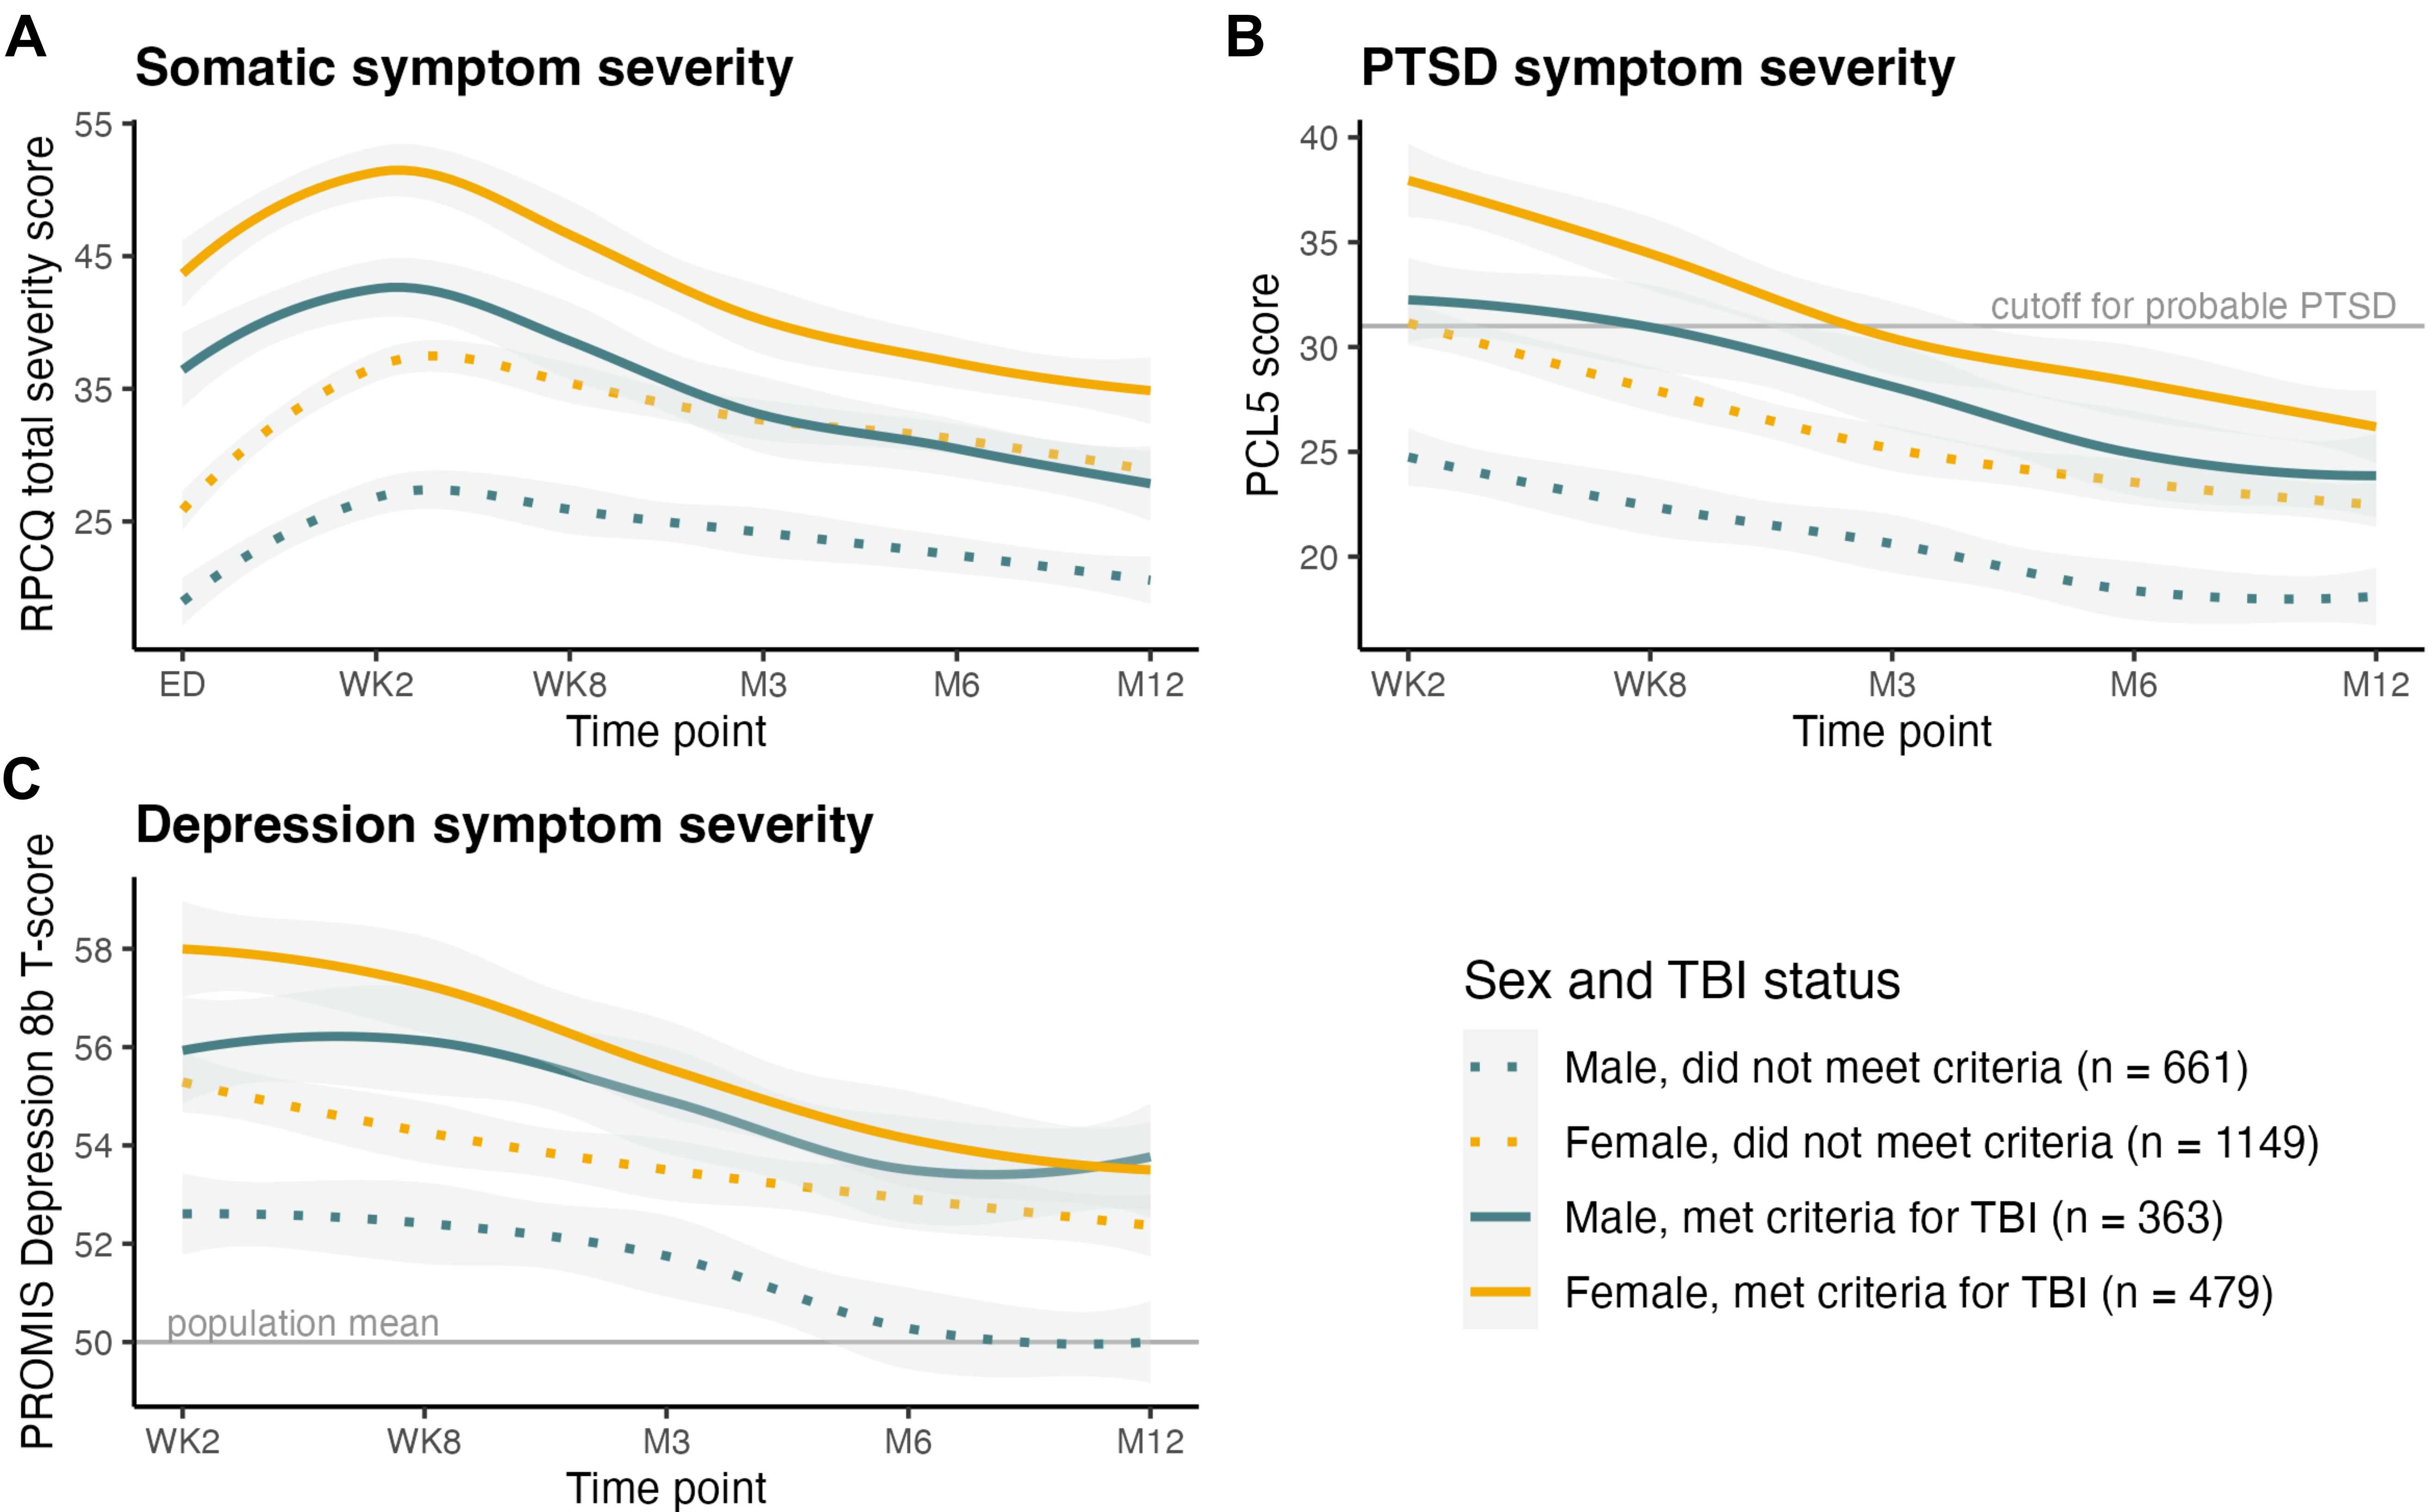 A
Somatic symptom severity
RPCQ total severity score
55
45
35
25
ED WK2 WK8 M3 M6 M12
Time point
B
PTSD symptom severity
PCL5 score
40
35
30
25
20
cutoff for probable PTSD
WK2 WK8 M3 M6 M12
Time point
C
Depression symptom severity
PROMIS Depression 8b T-score
58
56
54
52
50
population mean
WK2 WK8 M3 M6 M12
Time point
Sex and TBI status
Male, did not meet criteria (n = 661)
Female, did not meet criteria (n = 1149)
Male, met criteria for TBI (n = 363)
Female, met criteria for TBI (n = 479)